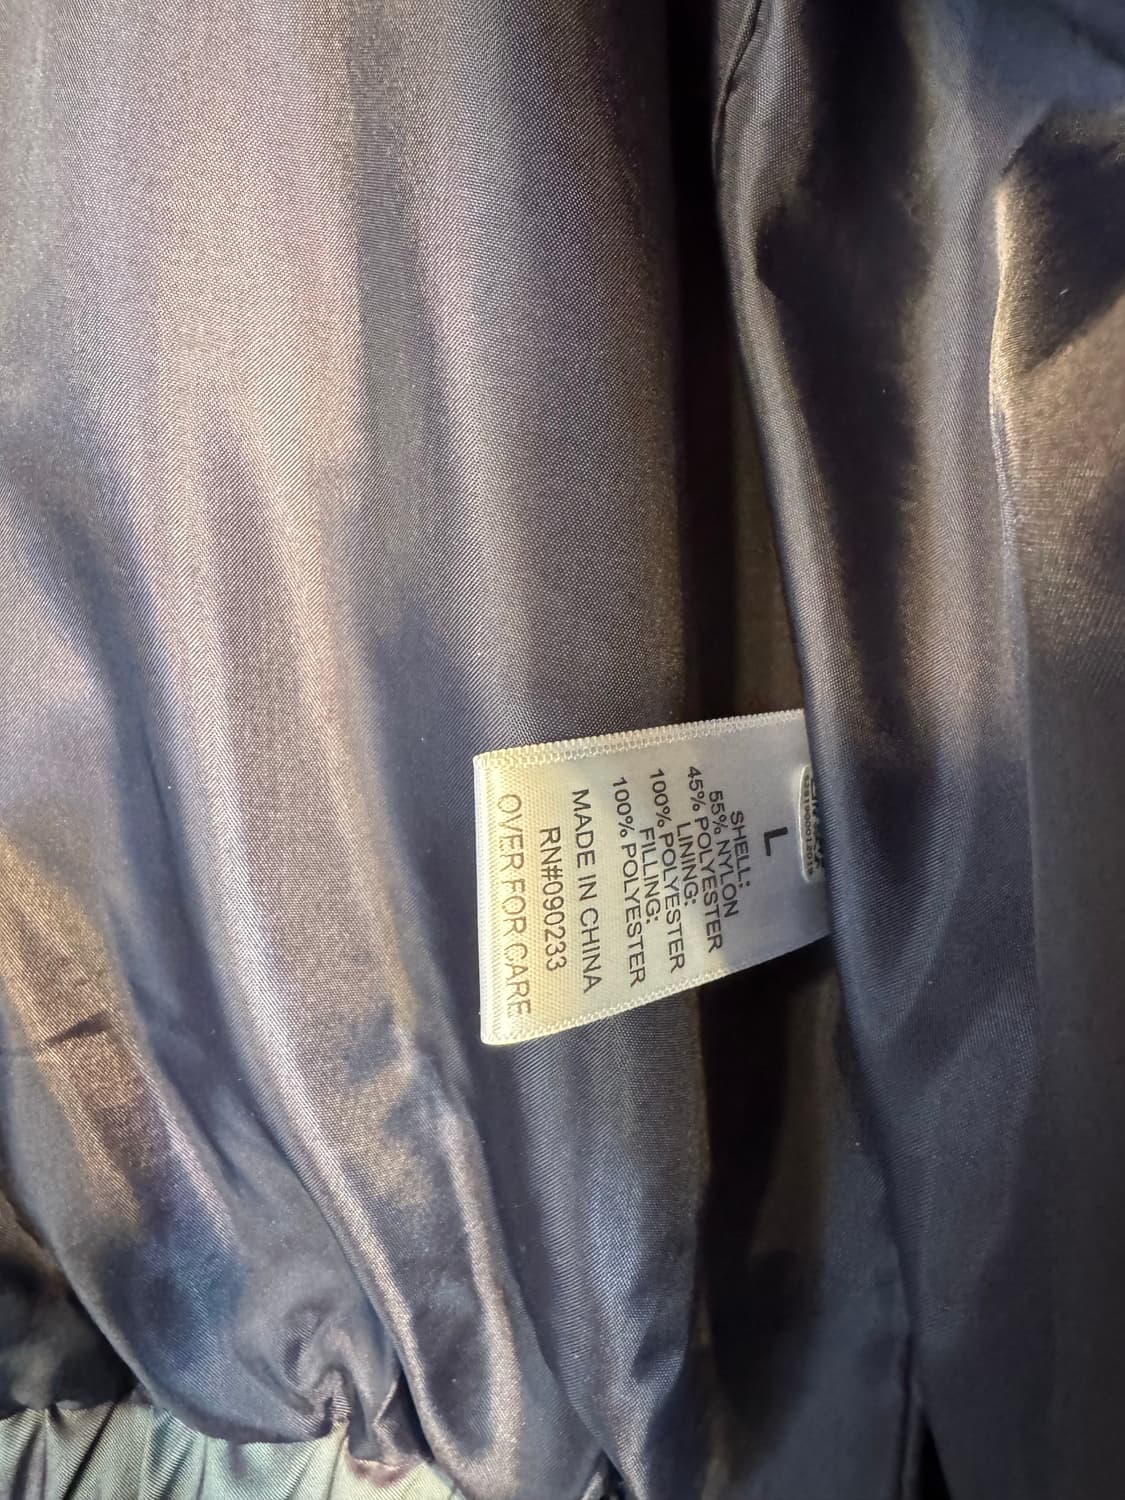 L
SHELL:
55% NYLON
45% POLYESTER
LINING:
100% POLYESTER
FILLING:
100% POLYESTER
MADE IN CHINA
RN#090233
OVER FOR CARE